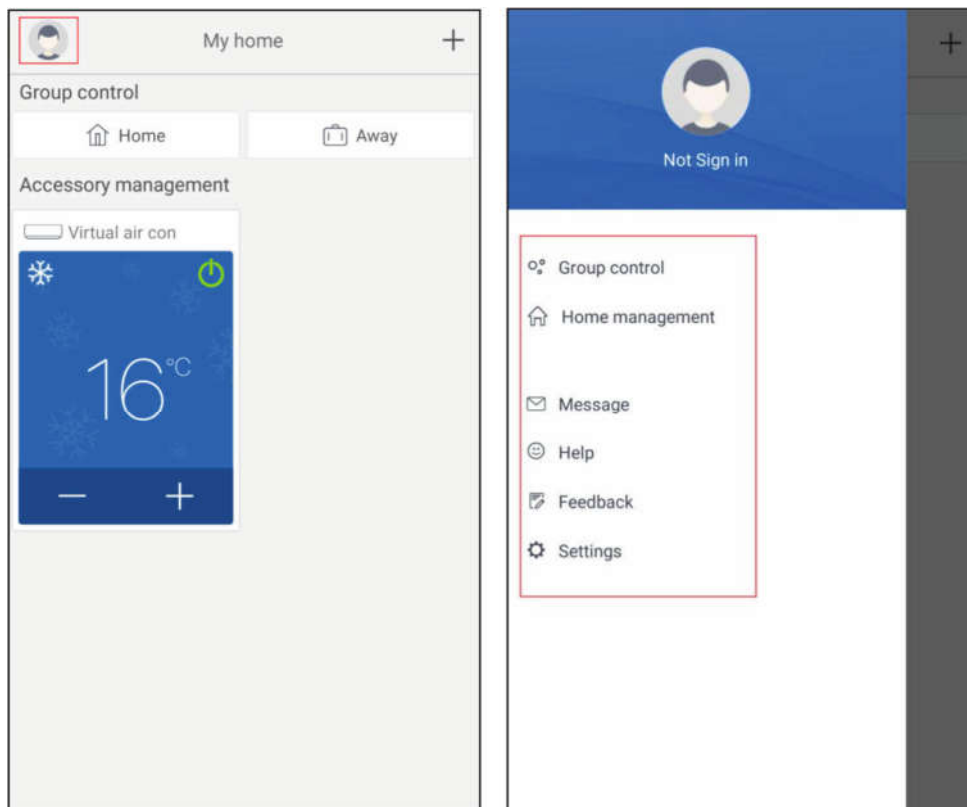 My home
Group control
Home
Away
Accessory management
Virtual air con
16°C
Not Sign in
Group control
Home management
Message
Help
Feedback
Settings